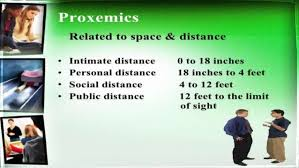 Proxemics
Related to space & distance
• Intimate distance 0 to 18 inches
• Personal distance 18 inches to 4 feet
• Social distance 4 to 12 feet
• Public distance 12 feet to the limit
of sight